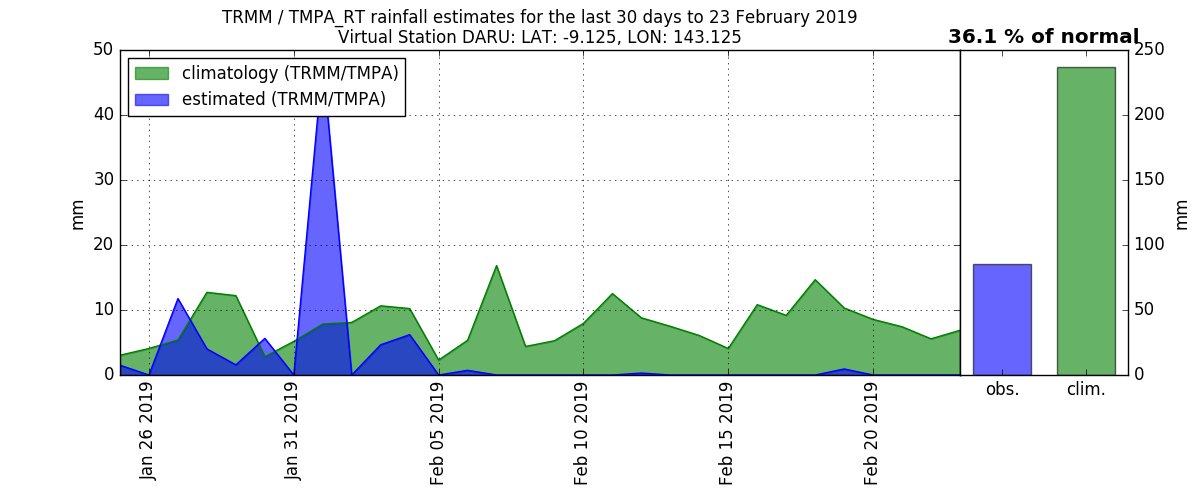 TRMM / TMPA_RT rainfall estimates for the last 30 days to 23 February 2019
Virtual Station DARU: LAT: -9.125, LON: 143.125
36.1 % of normal
climatology (TRMM/TMPA)
estimated (TRMM/TMPA)
mm
50
40
30
20
10
0
Jan 26 2019
Jan 31 2019
Feb 05 2019
Feb 10 2019
Feb 15 2019
Feb 20 2019
obs.
clim.
250
200
150
100
50
0
mm